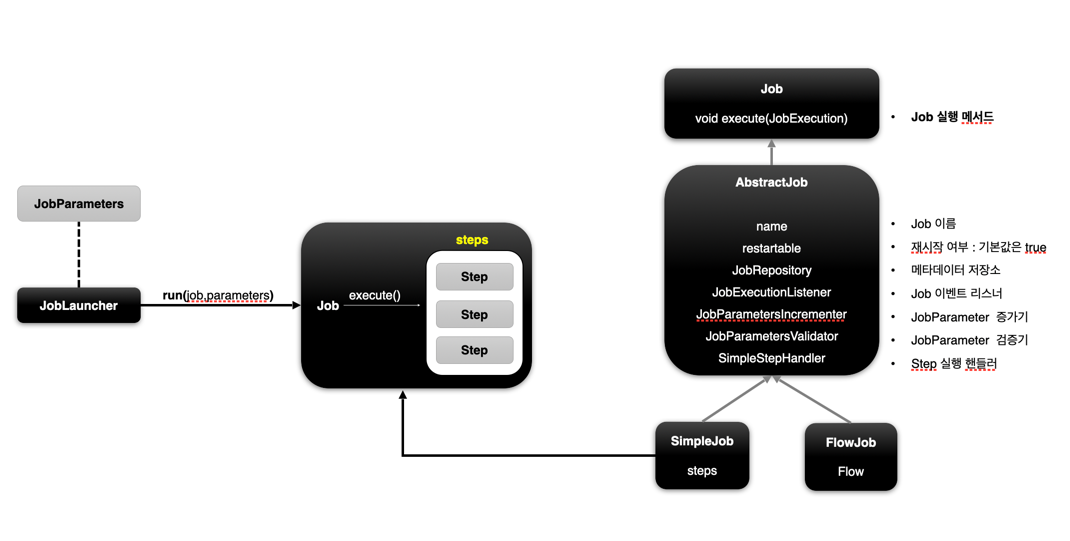 JobParameters
JobLauncher
run(job,parameters)
Job
execute()
steps
Step
Step
Step
Job
void execute(JobExecution)
• Job 실행 메서드
AbstractJob
name
restartable
JobRepository
JobExecutionListener
JobParametersIncrementer
JobParametersValidator
SimpleStepHandler
• Job 이름
• 재시작 여부 : 기본값은 true
• 메타데이터 저장소
• Job 이벤트 리스너
• JobParameter 증가기
• JobParameter 검증기
• Step 실행 핸들러
SimpleJob
steps
FlowJob
Flow